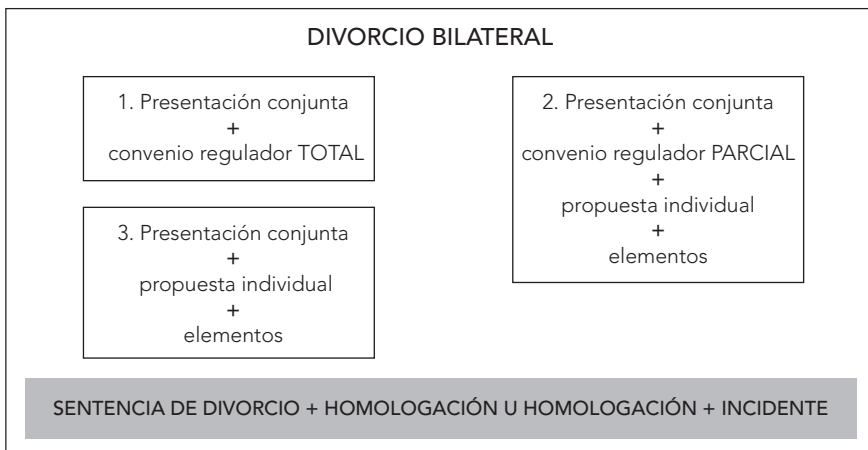 DIVORCIO BILATERAL
1. Presentación conjunta
+
convenio regulador TOTAL
2. Presentación conjunta
+
convenio regulador PARCIAL
+
propuesta individual
+
elementos
3. Presentación conjunta
+
propuesta individual
+
elementos
SENTENCIA DE DIVORCIO + HOMOLOGACIÓN U HOMOLOGACIÓN + INCIDENTE